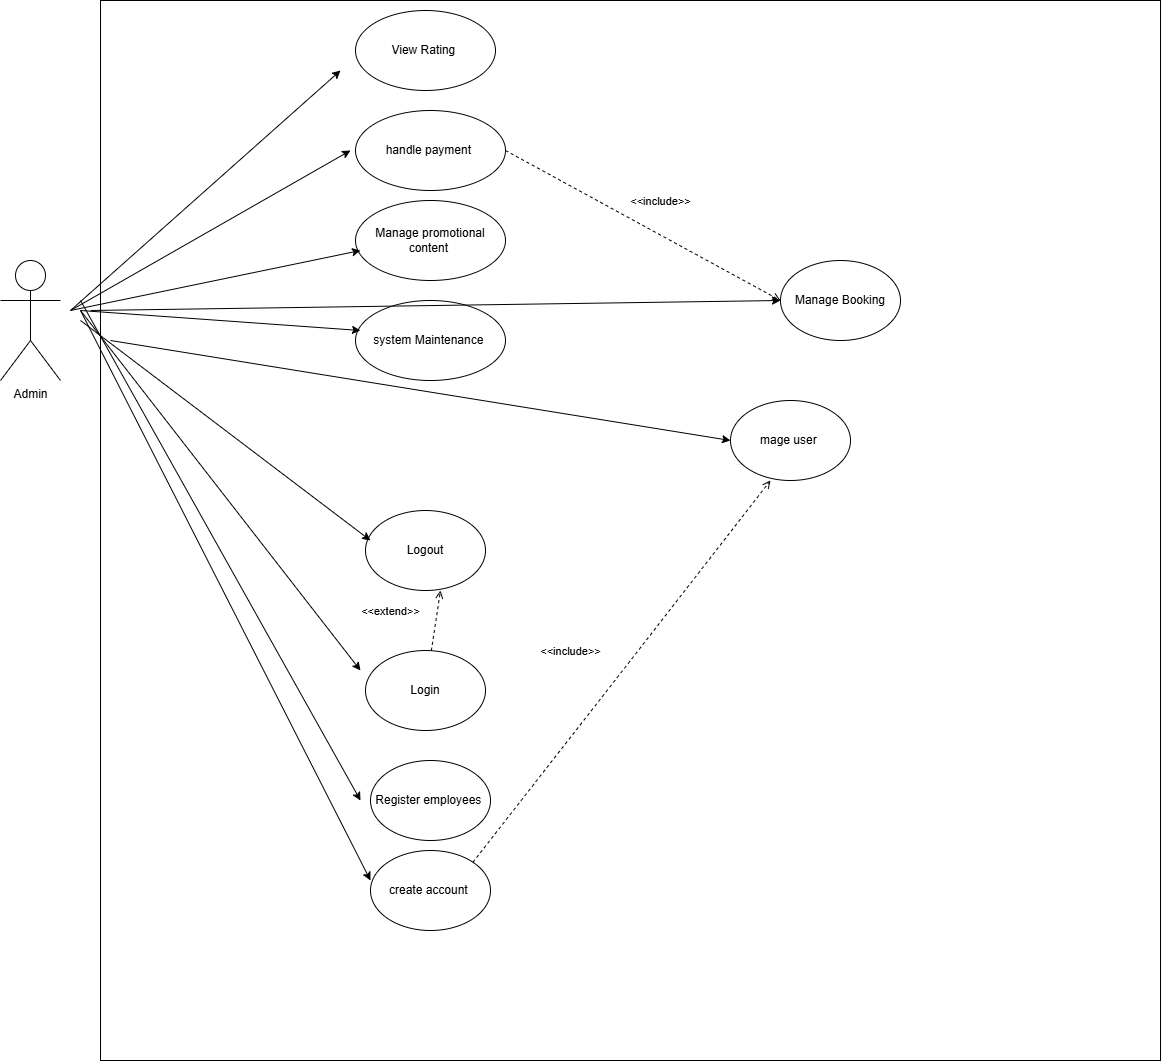 View Rating
handle payment
<<include>>
Manage promotional
content
Manage Booking
system Maintenance
Admin
mage user
Logout
<<extend>>
<<include>>
Login
Register employees
create account